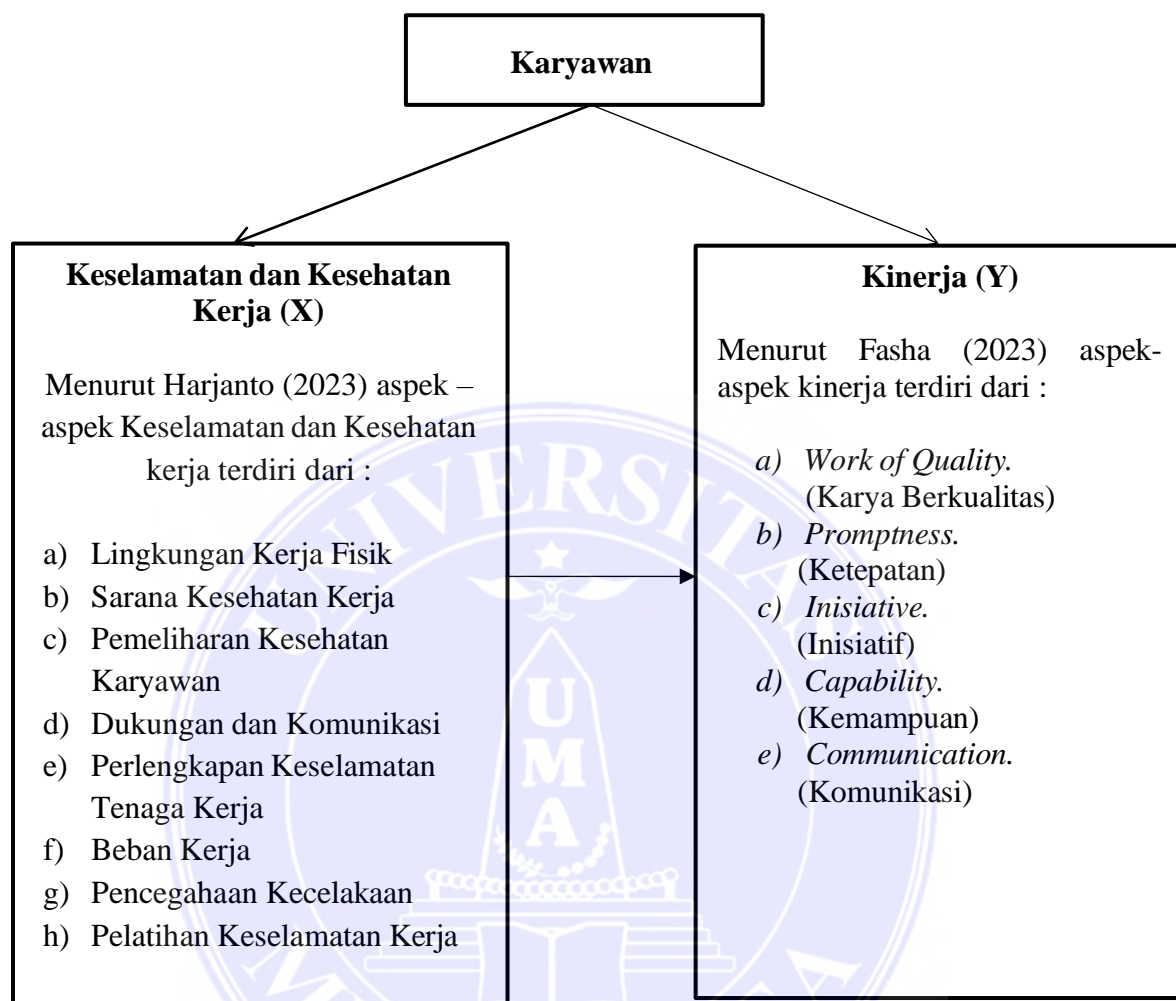 Karyawan
Keselamatan dan Kesehatan
Kerja (X)
Menurut Harjanto (2023) aspek –
aspek Keselamatan dan Kesehatan
kerja terdiri dari :
a) Lingkungan Kerja Fisik
b) Sarana Kesehatan Kerja
c) Pemeliharan Kesehatan
Karyawan
d) Dukungan dan Komunikasi
e) Perlengkapan Keselamatan
Tenaga Kerja
f) Beban Kerja
g) Pencegahaan Kecelakaan
h) Pelatihan Keselamatan Kerja
Kinerja (Y)
Menurut Fasha (2023) aspek-
aspek kinerja terdiri dari :
a) Work of Quality.
(Karya Berkualitas)
b) Promptness.
(Ketepatan)
c) Inisiative.
(Inisiatif)
d) Capability.
(Kemampuan)
e) Communication.
(Komunikasi)
UNIVERSITAS
UMA